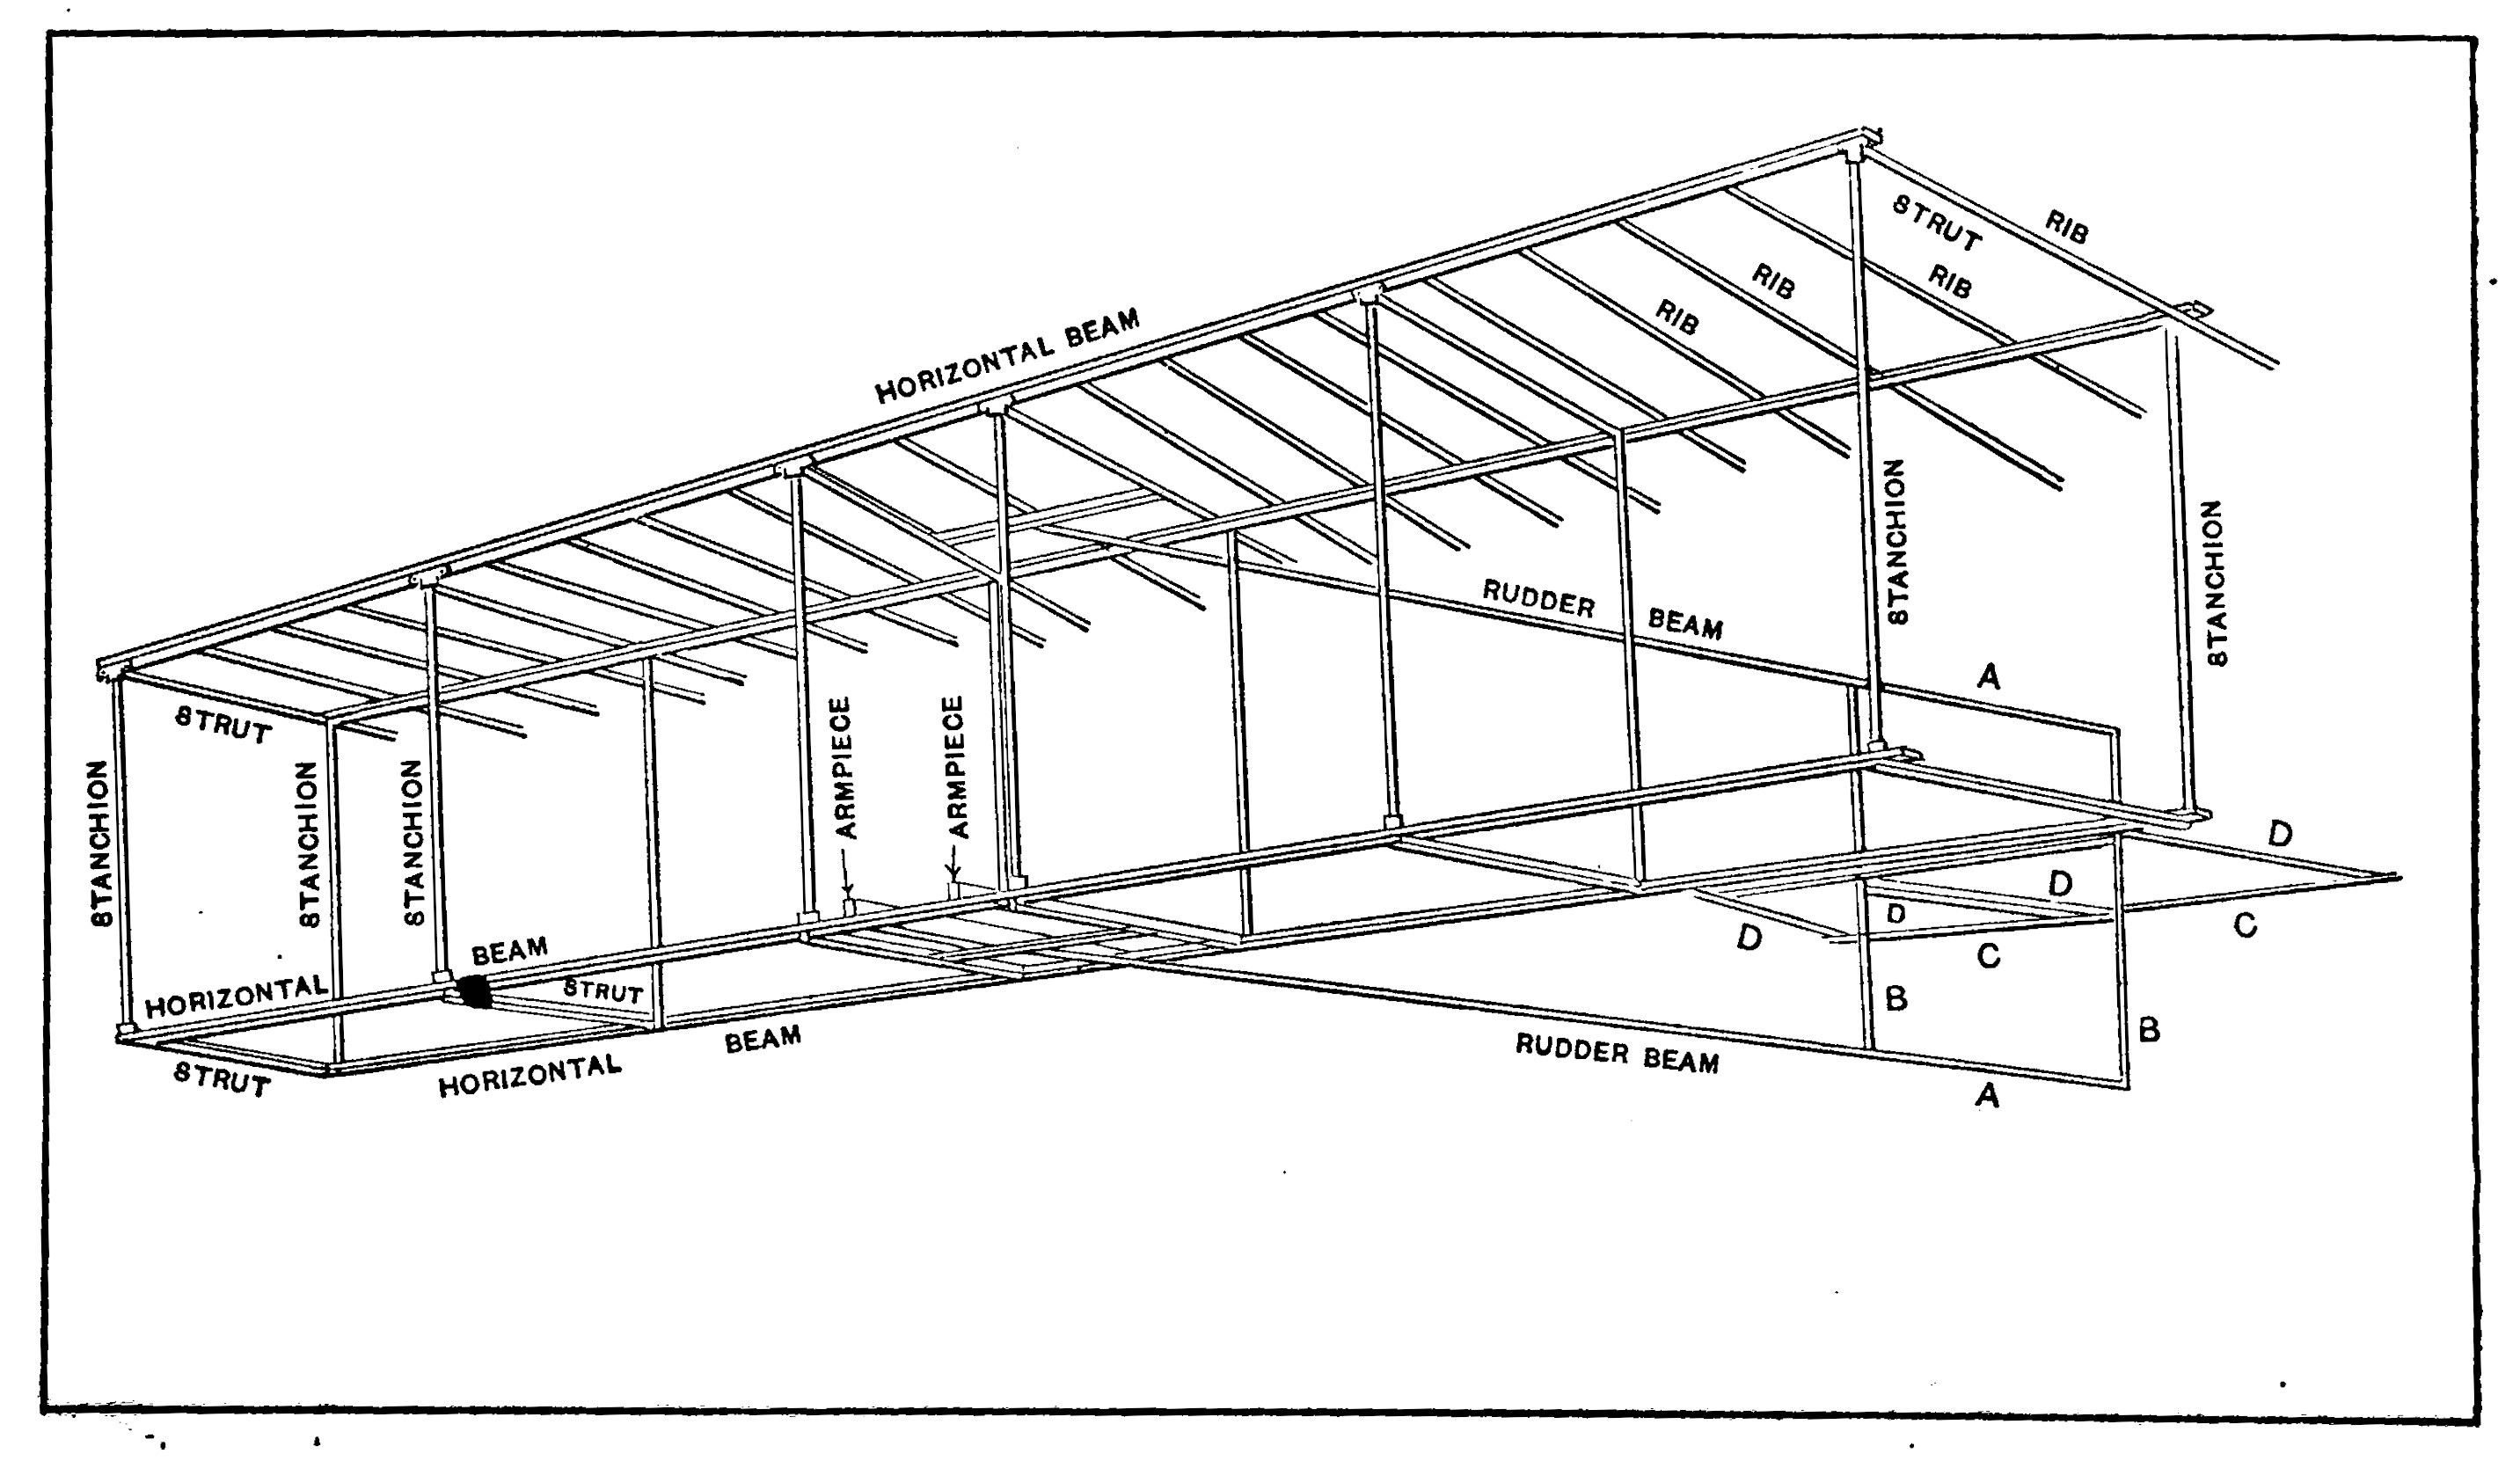 STRUT
RIB
RIB
RIB
RIB
HORIZONTAL BEAM
STANCHION
STANCHION
RUDDER BEAM
A
STRUT
ARMPIECE
ARMPIECE
STANCHION
STANCHION
STANCHION
D
D
D
D
C
C
HORIZONTAL BEAM
STRUT
B
B
BEAM
HORIZONTAL
STRUT
RUDDER BEAM
A